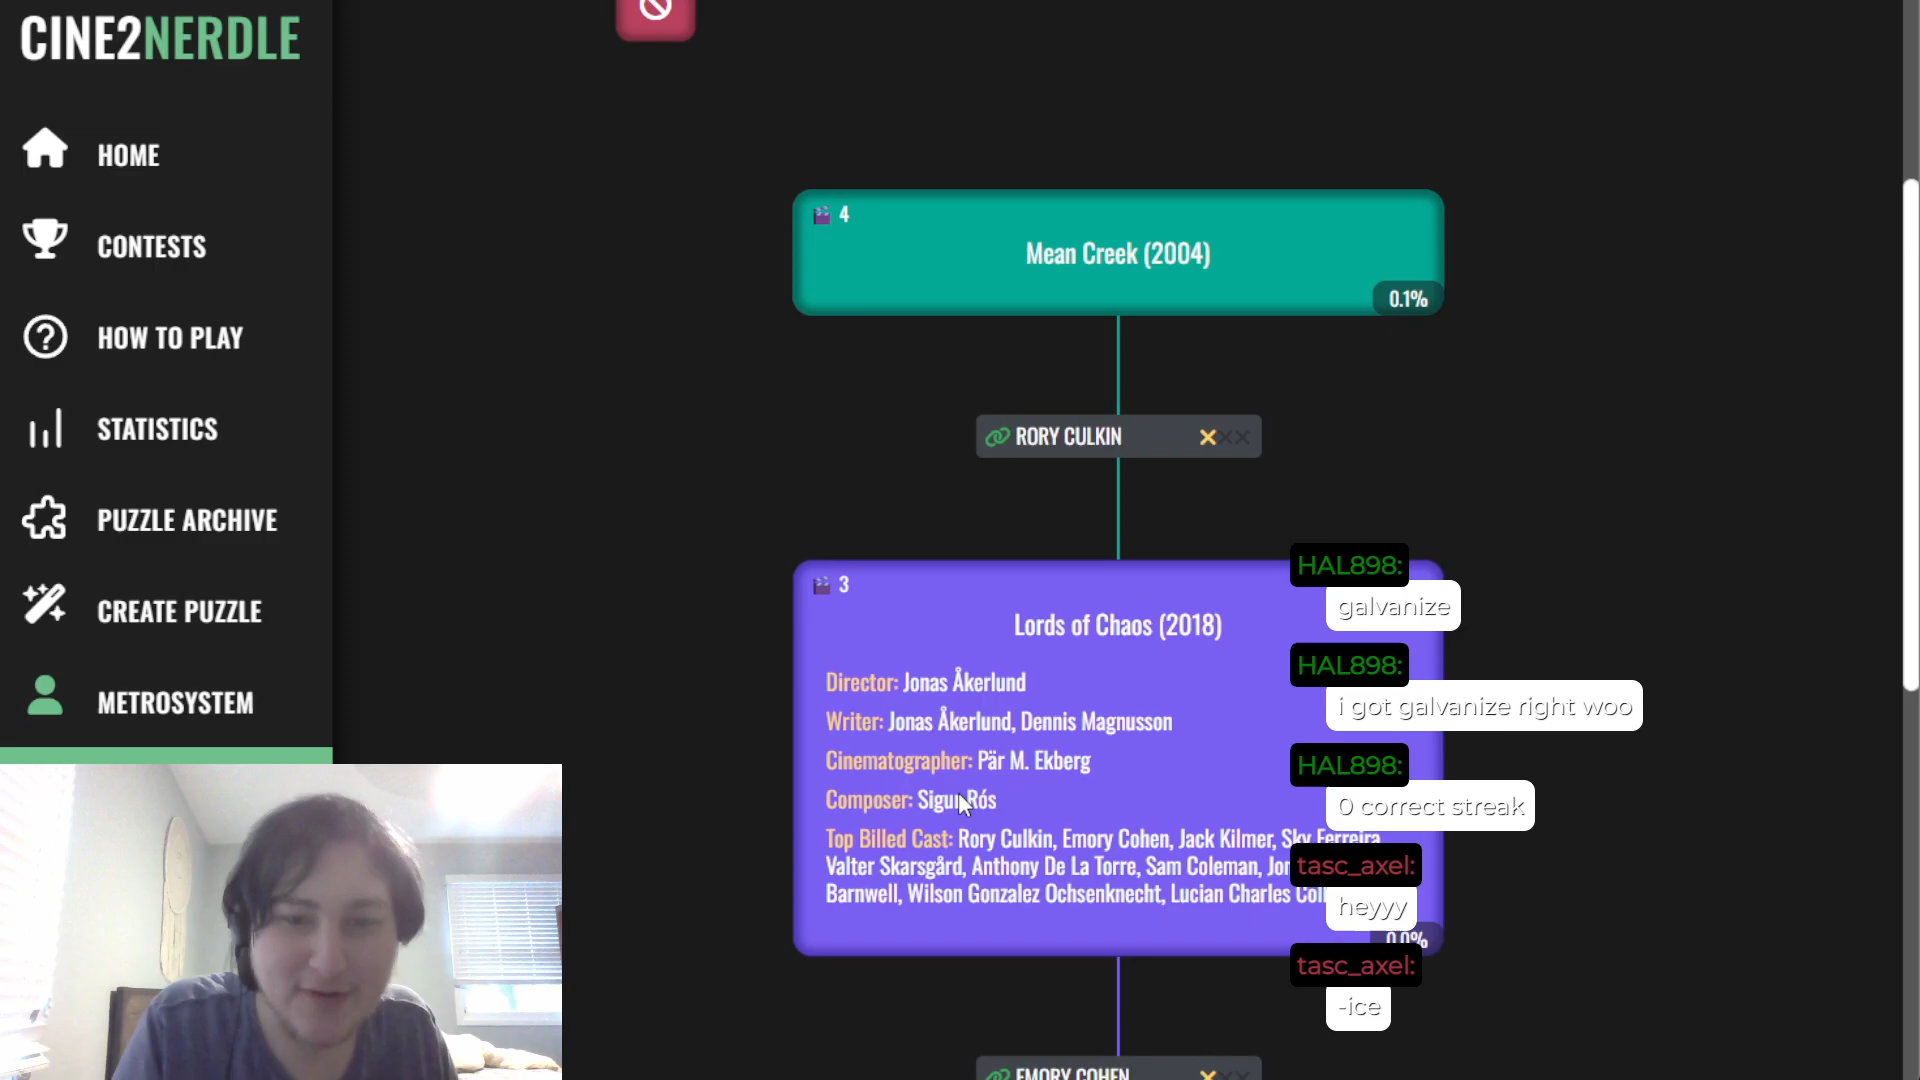 CINE2NERDLE
HOME
CONTESTS
HOW TO PLAY
STATISTICS
PUZZLE ARCHIVE
CREATE PUZZLE
METROSYSTEM
4
Mean Creek (2004)
0.1%
RORY CULKIN
3
Lords of Chaos (2018)
Director: Jonas Åkerlund
Writer: Jonas Åkerlund, Dennis Magnusson
Cinematographer: Pär M. Ekberg
Composer: Sigur Rós
Top Billed Cast: Rory Culkin, Emory Cohen, Jack Kilmer, Sky Ferreira,
Valter Skarsgård, Anthony De La Torre, Sam Coleman, Jon
Barnwell, Wilson Gonzalez Ochsenknecht, Lucian Charles Coll
0.0%
EMORY COHEN
HAL898:
galvanize
HAL898:
i got galvanize right woo
HAL898:
0 correct streak
tasc_axel:
heyyy
tasc_axel:
-ice